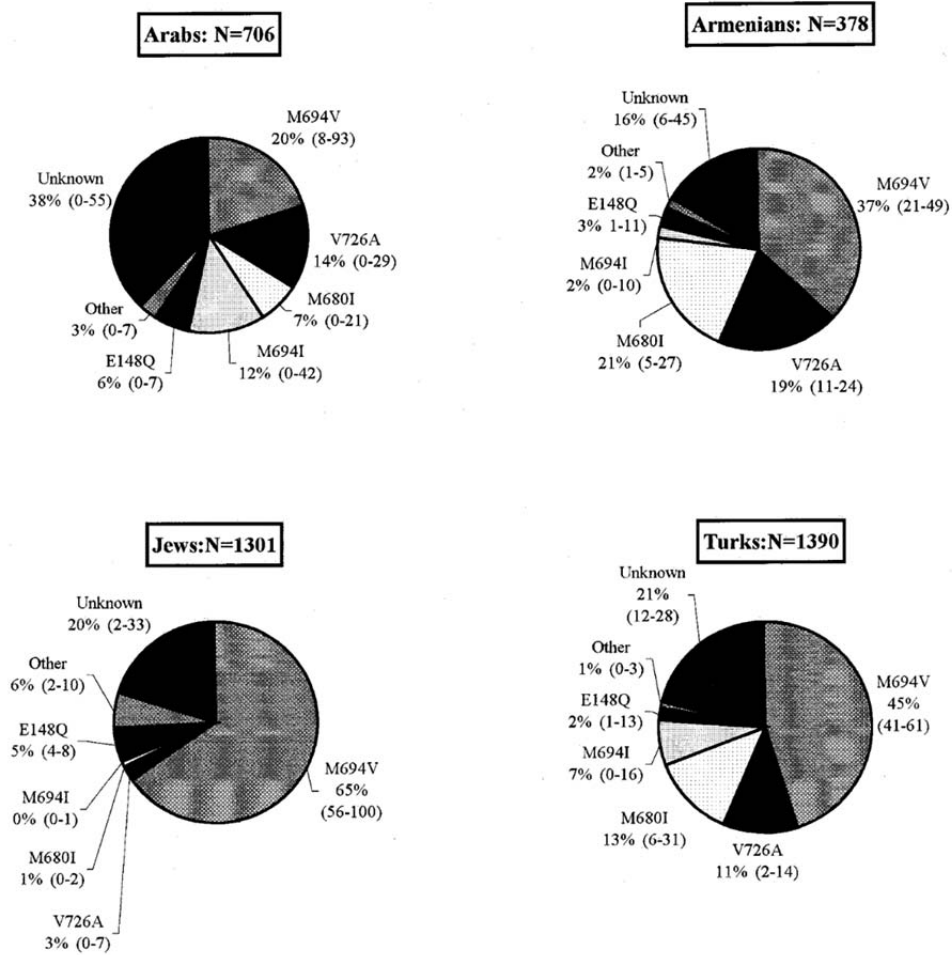 Arabs: N=706
M694V
20% (8-93)
Unknown
38% (0-55)
V726A
14% (0-29)
M680I
7% (0-21)
Other
3% (0-7)
M694I
12% (0-42)
E148Q
6% (0-7)
Armenians: N=378
Unknown
16% (6-45)
Other
2% (1-5)
M694V
37% (21-49)
E148Q
3% 1-11)
M694I
2% (0-10)
M680I
21% (5-27)
V726A
19% (11-24)
Jews:N=1301
Unknown
20% (2-33)
Other
6% (2-10)
E148Q
5% (4-8)
M694V
65%
(56-100)
M694I
0% (0-1)
M680I
1% (0-2)
V726A
3% (0-7)
Turks:N=1390
Unknown
21%
(12-28)
Other
1% (0-3)
M694V
45%
(41-61)
E148Q
2% (1-13)
M694I
7% (0-16)
M680I
13% (6-31)
V726A
11% (2-14)